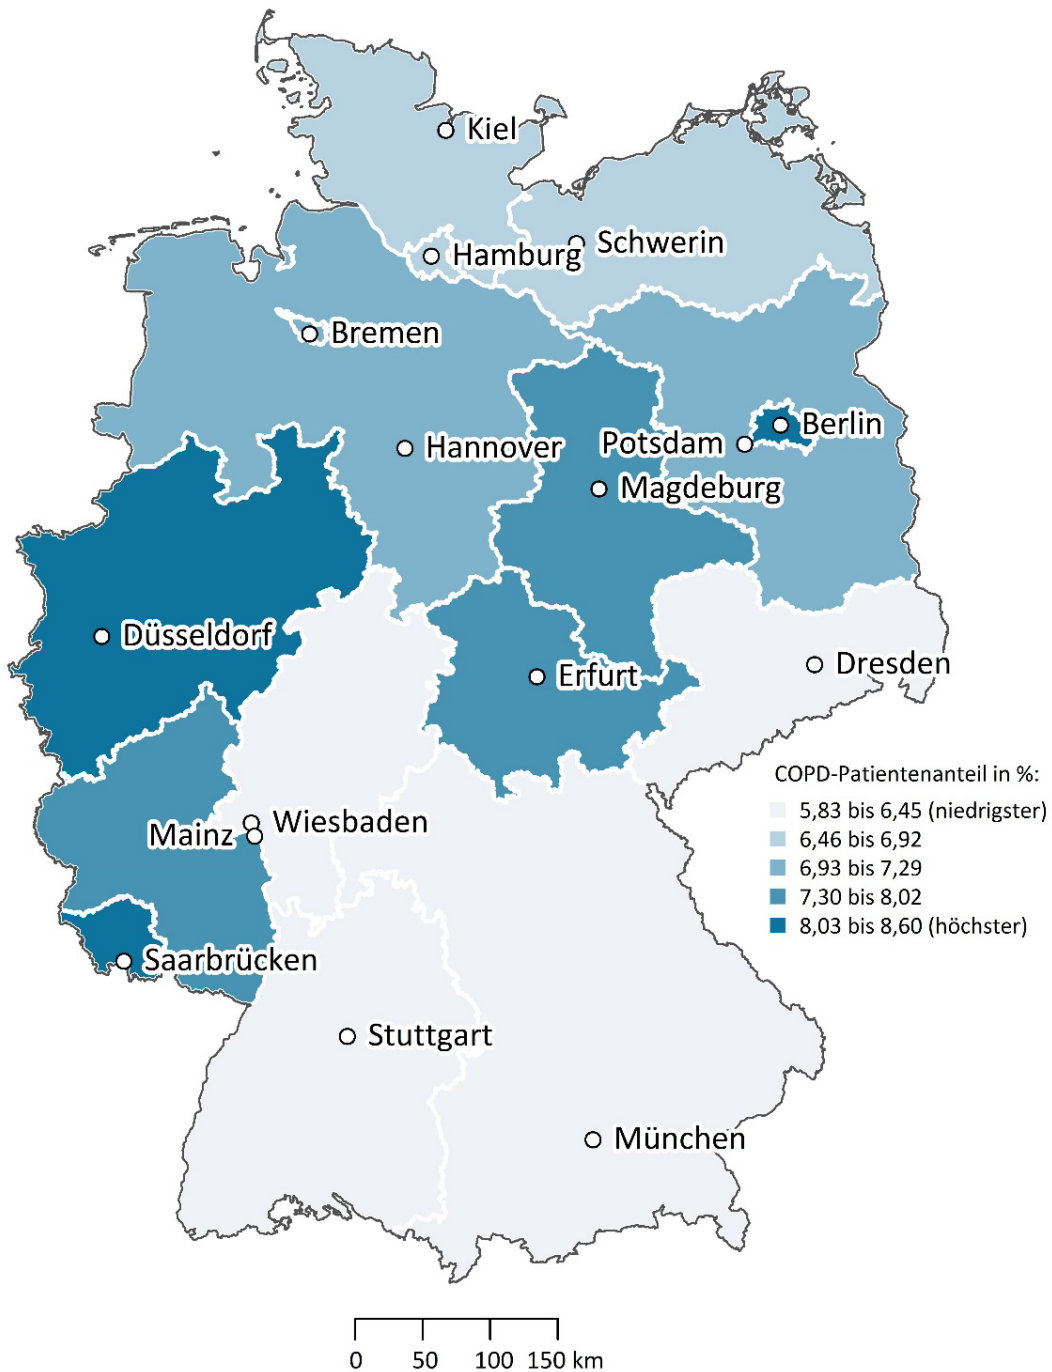 Kiel
Schwerin
Hamburg
Bremen
Berlin
Potsdam
Hannover
Magdeburg
Düsseldorf
Dresden
Erfurt
COPD-Patientenanteil in %:
5,83 bis 6,45 (niedrigster)
6,46 bis 6,92
6,93 bis 7,29
7,30 bis 8,02
8,03 bis 8,60 (höchster)
Wiesbaden
Mainz
Saarbrücken
Stuttgart
München
0 50 100 150 km